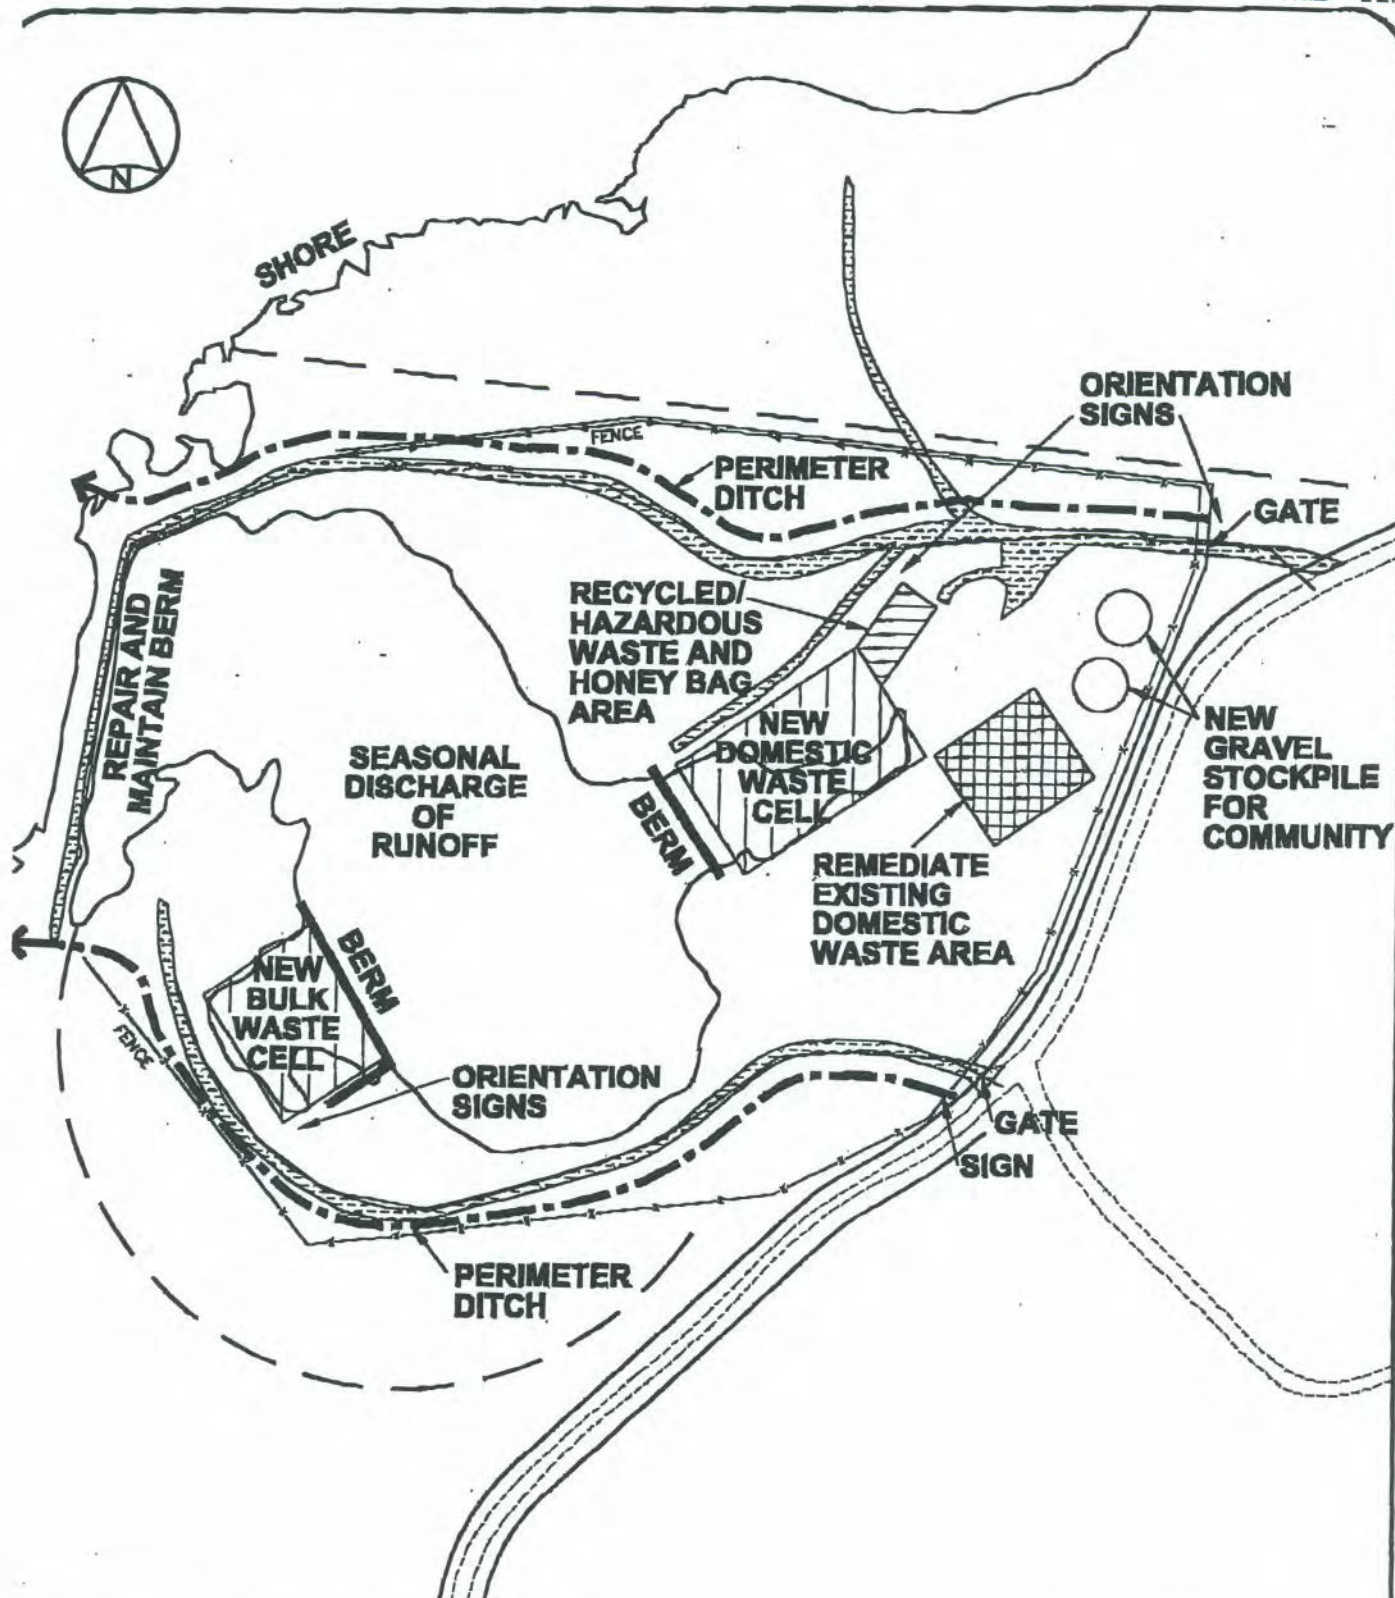 N
SHORE
ORIENTATION
SIGNS
FENCE
PERIMETER
DITCH
GATE
RECYCLED/
HAZARDOUS
WASTE AND
HONEY BAG
AREA
REPAIR AND
MAINTAIN BERM
NEW
DOMESTIC
WASTE
CELL
NEW
GRAVEL
STOCKPILE
FOR
COMMUNITY
SEASONAL
DISCHARGE
OF
RUNOFF
BERM
REMEDIATE
EXISTING
DOMESTIC
WASTE AREA
BERM
NEW
BULK
WASTE
CELL
FENCE
ORIENTATION
SIGNS
GATE
SIGN
PERIMETER
DITCH